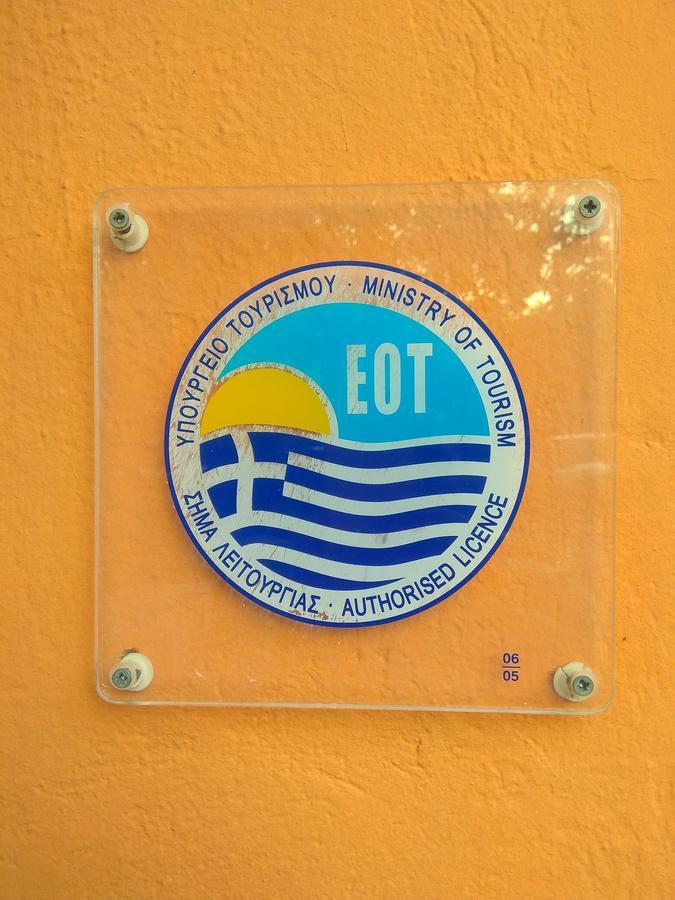 ΥΠΟΥΡΓΕΙΟ ΤΟΥΡΙΣΜΟΥ · MINISTRY OF TOURISM
ΕΟΤ
ΣΗΜΑ ΛΕΙΤΟΥΡΓΙΑΣ · AUTHORISED LICENCE
06
05